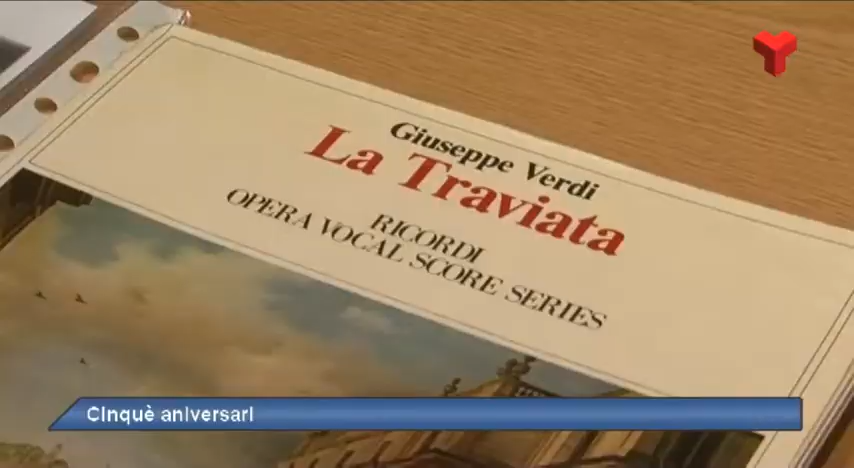 Giuseppe Verdi
La Traviata
RICORDI
OPERA VOCAL SCORE SERIES
Cinquè aniversari